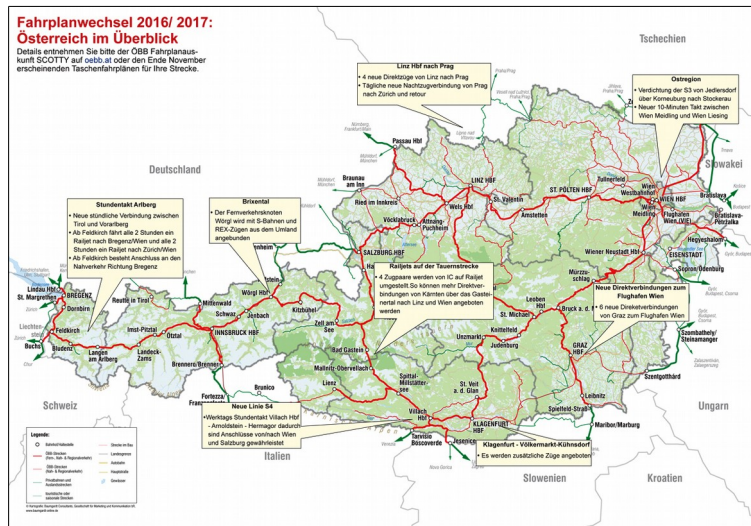 Fahrplanwechsel 2016/ 2017:
Österreich im Überblick
Details entnehmen Sie bitte der ÖBB Fahrplanaus-
kunft SCOTTY auf oebb.at oder den Ende November
erscheinenden Taschenfahrplänen für Ihre Strecke.
Tschechien
Linz Hbf nach Prag
• 4 neue Direktzüge von Linz nach Prag
• Tägliche neue Nachtzugverbindung von Prag
nach Zürich und retour
Ostregion
• Verdichtung der S3 von Jedlersdorf
über Korneuburg nach Stockerau
• Neuer 10-Minuten Takt zwischen
Wien Meidling und Wien Liesing
Slowakei
Deutschland
Stundentakt Arlberg
• Neue stündliche Verbindung zwischen
Tirol und Vorarlberg
• Ab Feldkirch fährt alle 2 Stunden ein
Railjet nach Bregenz/Wien und alle 2
Stunden ein Railjet nach Zürich/Wien
• Ab Feldkirch besteht Anschluss an den
Nahverkehr Richtung Bregenz
Brixental
• Der Fernverkehrsknoten
Wörgl wird mit S-Bahnen und
REX-Zügen aus dem Umland
angebunden
Passau Hbf
Braunau
am Inn
Ried im Innkreis
LINZ HBF
Wels Hbf
St. Valentin
Amstetten
ST. PÖLTEN HBF
Tullnerfeld
Wien
Westbahnhof
WIEN HBF
Wien
Meidling
Flughafen
Wien (VIE)
Bratislava
Bratislava-
Petržalka
Hegyeshalom
EISENSTADT
Sopron/Ödenburg
Wiener Neustadt Hbf
Vöcklabruck
Attnang-
Puchheim
SALZBURG HBF
Railjets auf der Tauernstrecke
• 4 Zugpaare werden von IC auf Railjet
umgestellt.So können mehr Direktver-
bindungen von Kärnten über das Gastei-
nertal nach Linz und Wien angeboten
werden
Mürzzu-
schlag
Neue Direktverbindungen zum
Flughafen Wien
• 6 neue Direktverbindungen
von Graz zum Flughafen Wien
Leoben
Hbf
St. Michael
Bruck a. d.
Knittelfeld
Unzmarkt
Judenburg
GRAZ
HBF
Szombathely/
Steinamanger
Szentgotthárd
Leibnitz
Spielfeld-Straß
Maribor/Marburg
Lindau Hbf
St. Margrethen
BREGENZ
Dornbirn
Feldkirch
Buchs
Bludenz
Langen
am Arlberg
Liechten
stein
Reutte in Tirol
Imst-Pitztal
Landeck-
Zams
Ötztal
Mittenwald
INNSBRUCK HBF
Schwaz
Jenbach
Wörgl Hbf
Kitzbühel
Zell am
See
Brennero/Brenner
Fortezza/
Brunico
Lienz
Bad Gastein
Mallnitz-Obervellach
Spittal-
Millstätter-
see
St. Veit
a. d. Glan
Villach
Hbf
KLAGENFURT
HBF
Tarvisio
Boscoverde
Jesenice
Neue Linie S4
•Werktags Stundentakt Villach Hbf
- Arnoldstein - Hermagor dadurch
sind Anschlüsse von/nach Wien
und Salzburg gewährleistet
Klagenfurt - Völkermarkt-Kühnsdorf
• Es werden zusätzliche Züge angeboten
Schweiz
Italien
Slowenien
Kroatien
Ungarn
Legende: